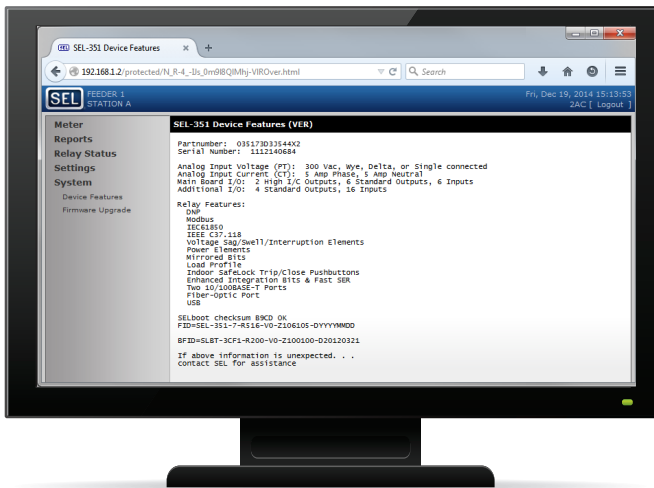 SEL SEL-351 Device Features × +
192.168.1.2/protected/N_R-4_-IJs_0m9l8QIMhj-VIROver.html
Search
SEL
FEEDER 1
STATION A
Fri, Dec 19, 2014 15:13:53
2AC [ Logout ]
Meter
Reports
Relay Status
Settings
System
Device Features
Firmware Upgrade
SEL-351 Device Features (VER)
Partnumber: 035173D3J544X2
Serial Number: 1112140684
Analog Input Voltage (PT): 300 Vac, Wye, Delta, or Single connected
Analog Input Current (CT): 5 Amp Phase, 5 Amp Neutral
Main Board I/O: 2 High I/C Outputs, 6 Standard Outputs, 6 Inputs
Additional I/O: 4 Standard Outputs, 16 Inputs
Relay Features:
DNP
Modbus
IEC61850
IEEE C37.118
Voltage Sag/Swell/Interruption Elements
Power Elements
Mirrored Bits
Load Profile
Indoor SafeLock Trip/Close Pushbuttons
Enhanced Integration Bits & Fast SER
Two 10/100BASE-T Ports
Fiber-Optic Port
USB
SELboot checksum B9CD OK
FID=SEL-351-7-R516-V0-Z106105-DYYYYMMDD
BFID=SLBT-3CF1-R200-V0-Z100100-D20120321
If above information is unexpected. . .
contact SEL for assistance